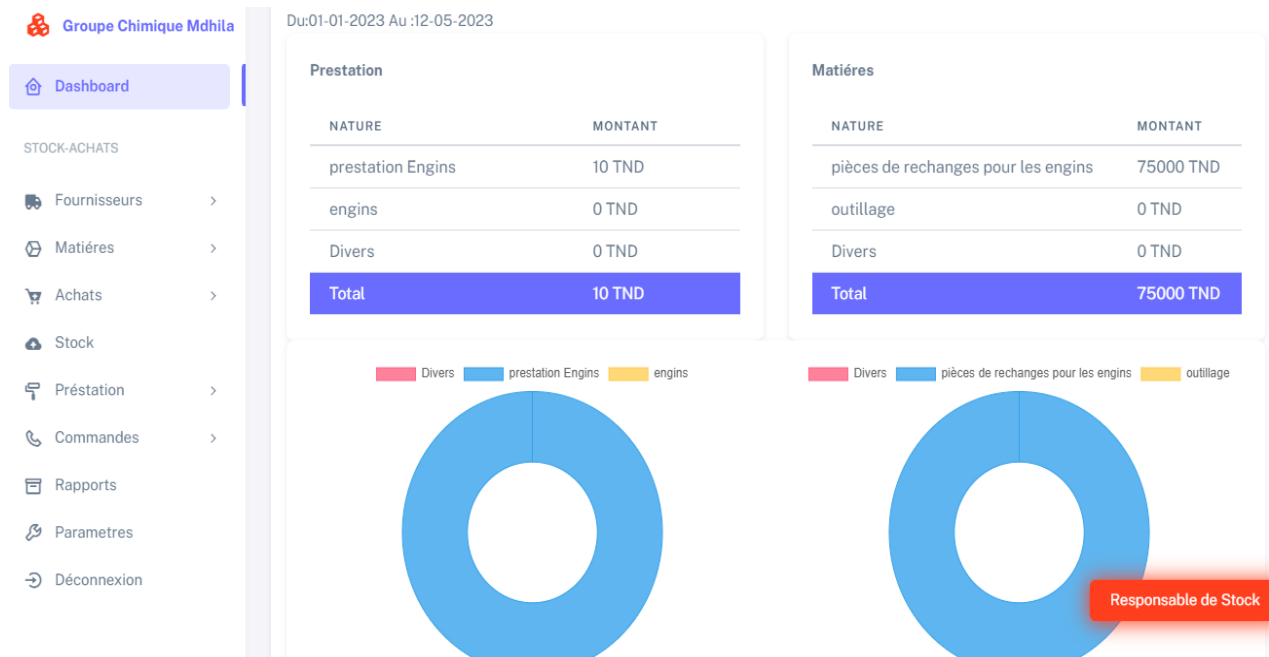 Groupe Chimique Mdhila
Dashboard
STOCK-ACHATS
Fournisseurs
Matiéres
Achats
Stock
Préstation
Commandes
Rapports
Parametres
Déconnexion
Du:01-01-2023 Au :12-05-2023
Prestation
NATURE MONTANT
prestation Engins 10 TND
engins 0 TND
Divers 0 TND
Total 10 TND
Matiéres
NATURE MONTANT
pièces de rechanges pour les engins 75000 TND
outillage 0 TND
Divers 0 TND
Total 75000 TND
Divers prestation Engins engins
Divers pièces de rechanges pour les engins outillage
Responsable de Stock